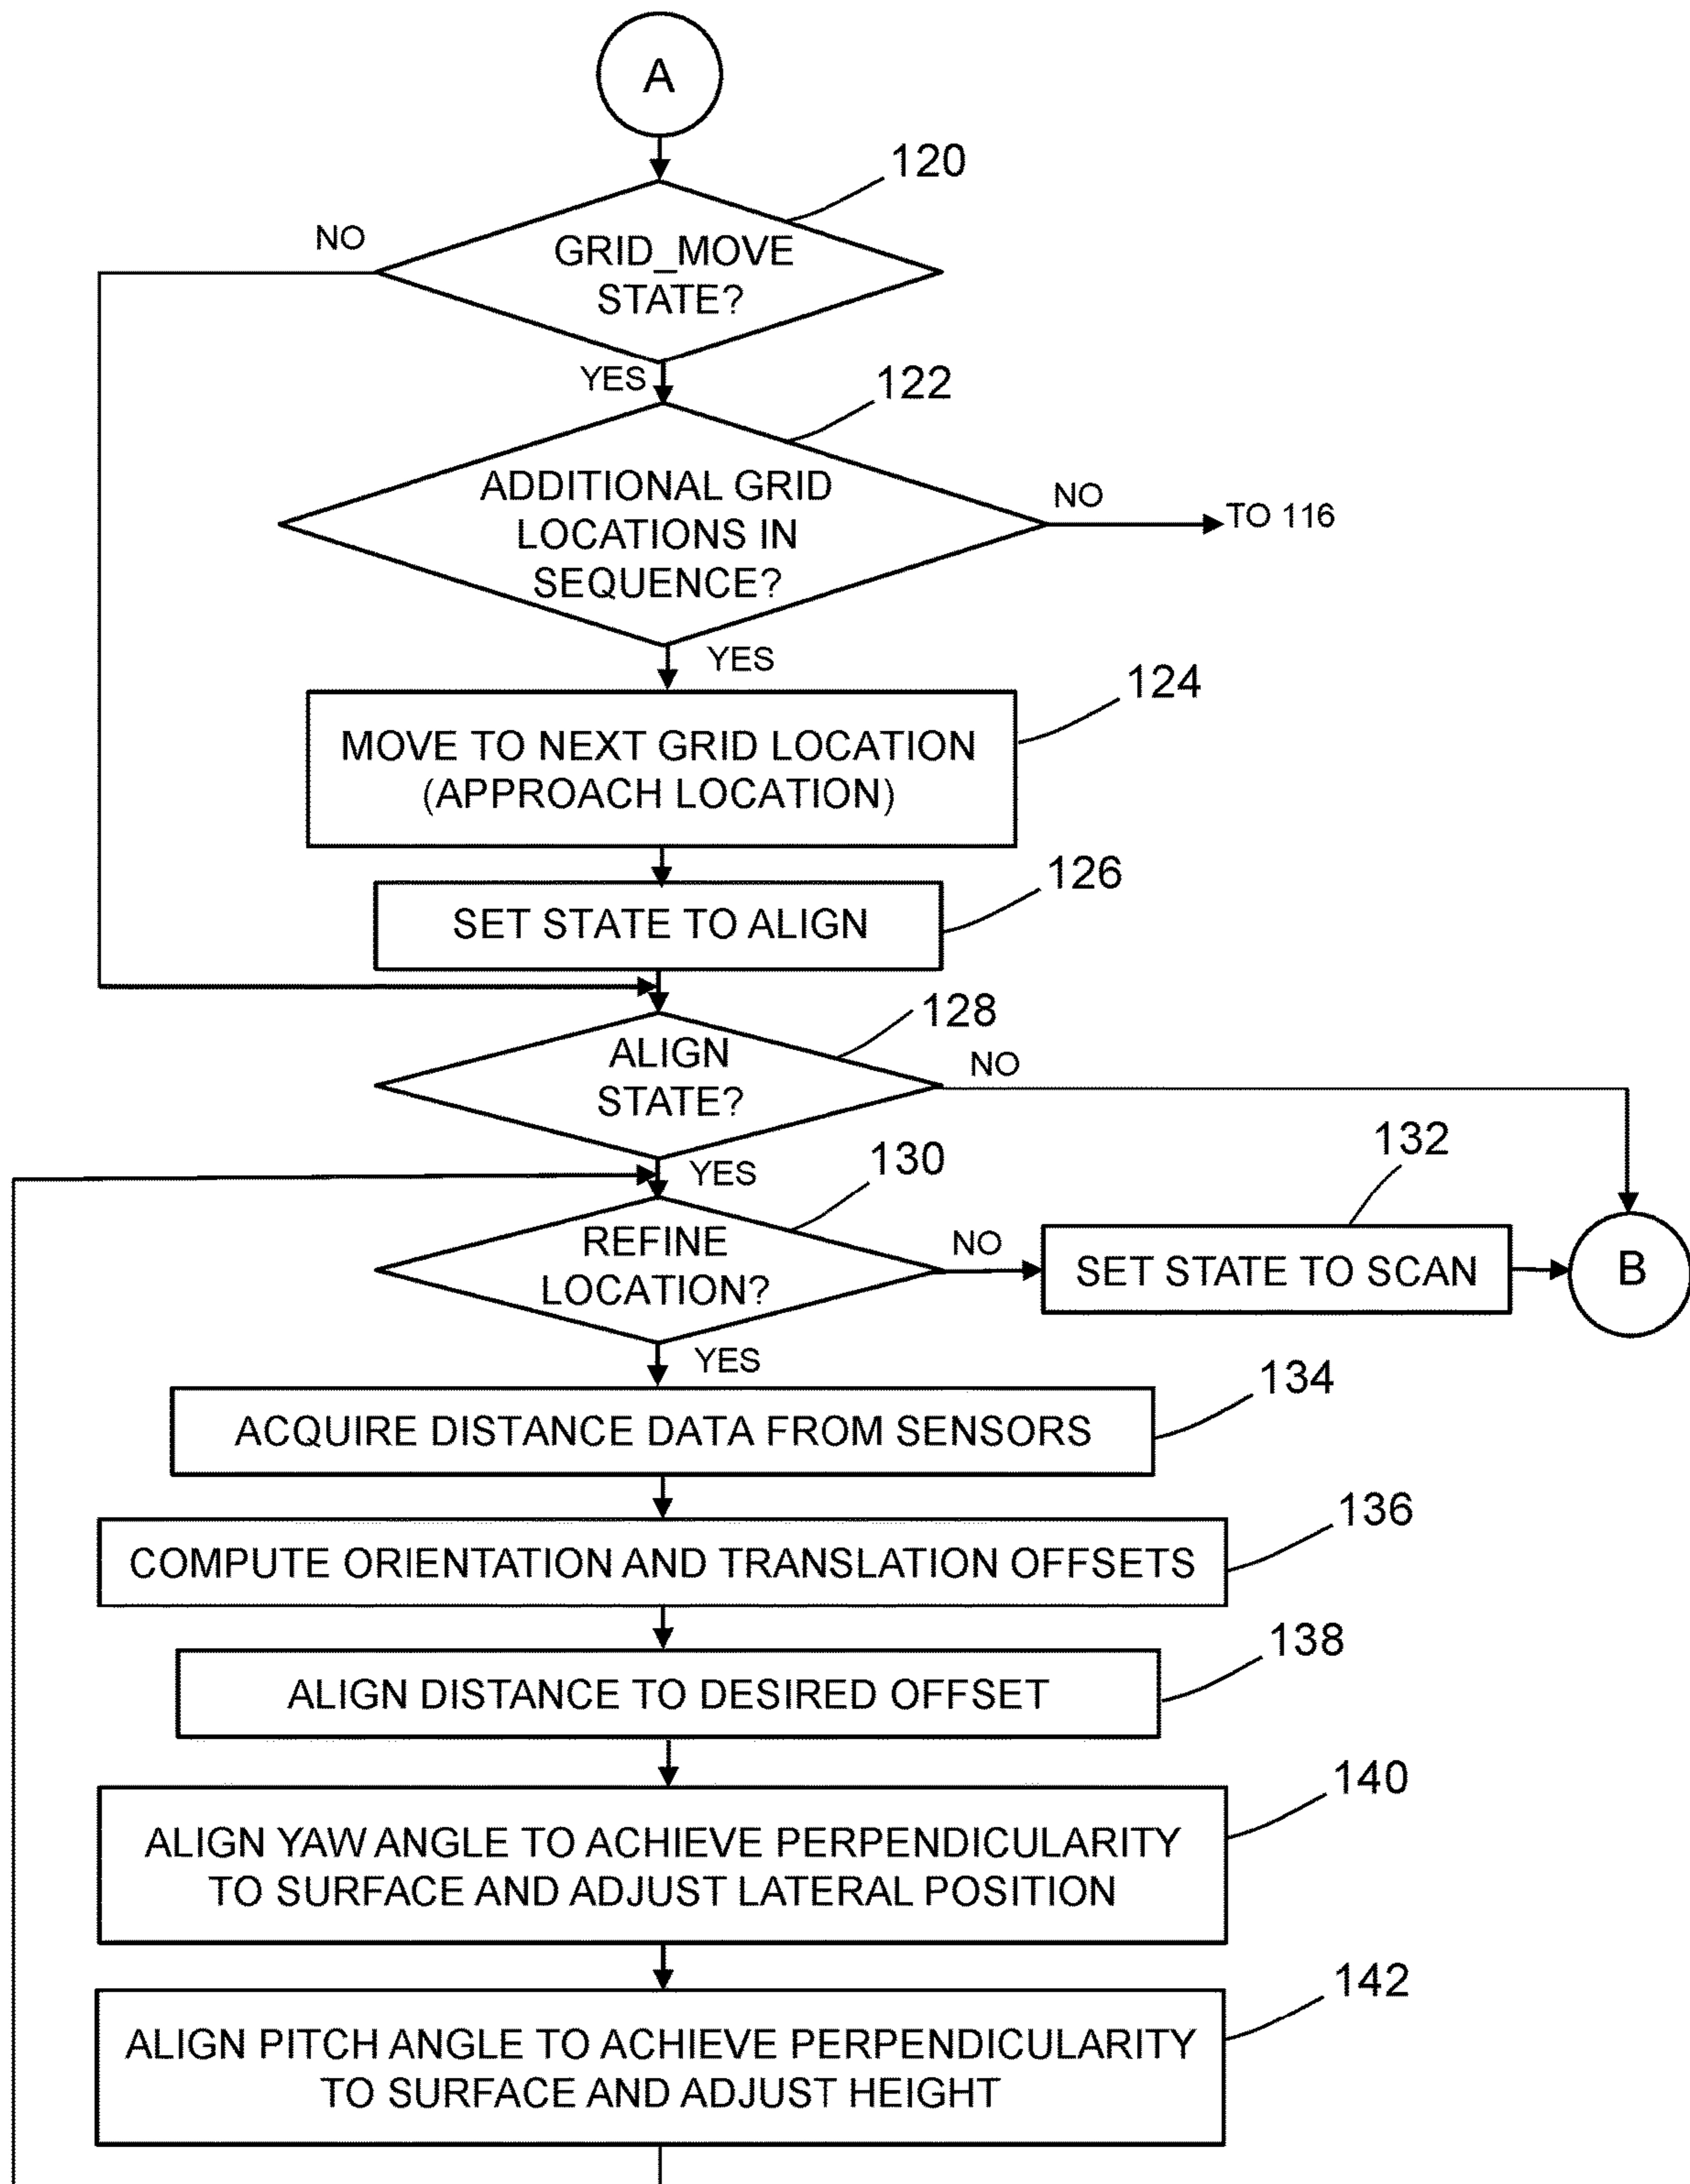 A
120
NO
GRID_MOVE
STATE?
YES
122
ADDITIONAL GRID
LOCATIONS IN
SEQUENCE?
NO
TO 116
YES
124
MOVE TO NEXT GRID LOCATION
(APPROACH LOCATION)
126
SET STATE TO ALIGN
128
ALIGN
STATE?
NO
YES
130
132
REFINE
LOCATION?
NO
SET STATE TO SCAN
B
YES
134
ACQUIRE DISTANCE DATA FROM SENSORS
136
COMPUTE ORIENTATION AND TRANSLATION OFFSETS
138
ALIGN DISTANCE TO DESIRED OFFSET
140
ALIGN YAW ANGLE TO ACHIEVE PERPENDICULARITY
TO SURFACE AND ADJUST LATERAL POSITION
142
ALIGN PITCH ANGLE TO ACHIEVE PERPENDICULARITY
TO SURFACE AND ADJUST HEIGHT